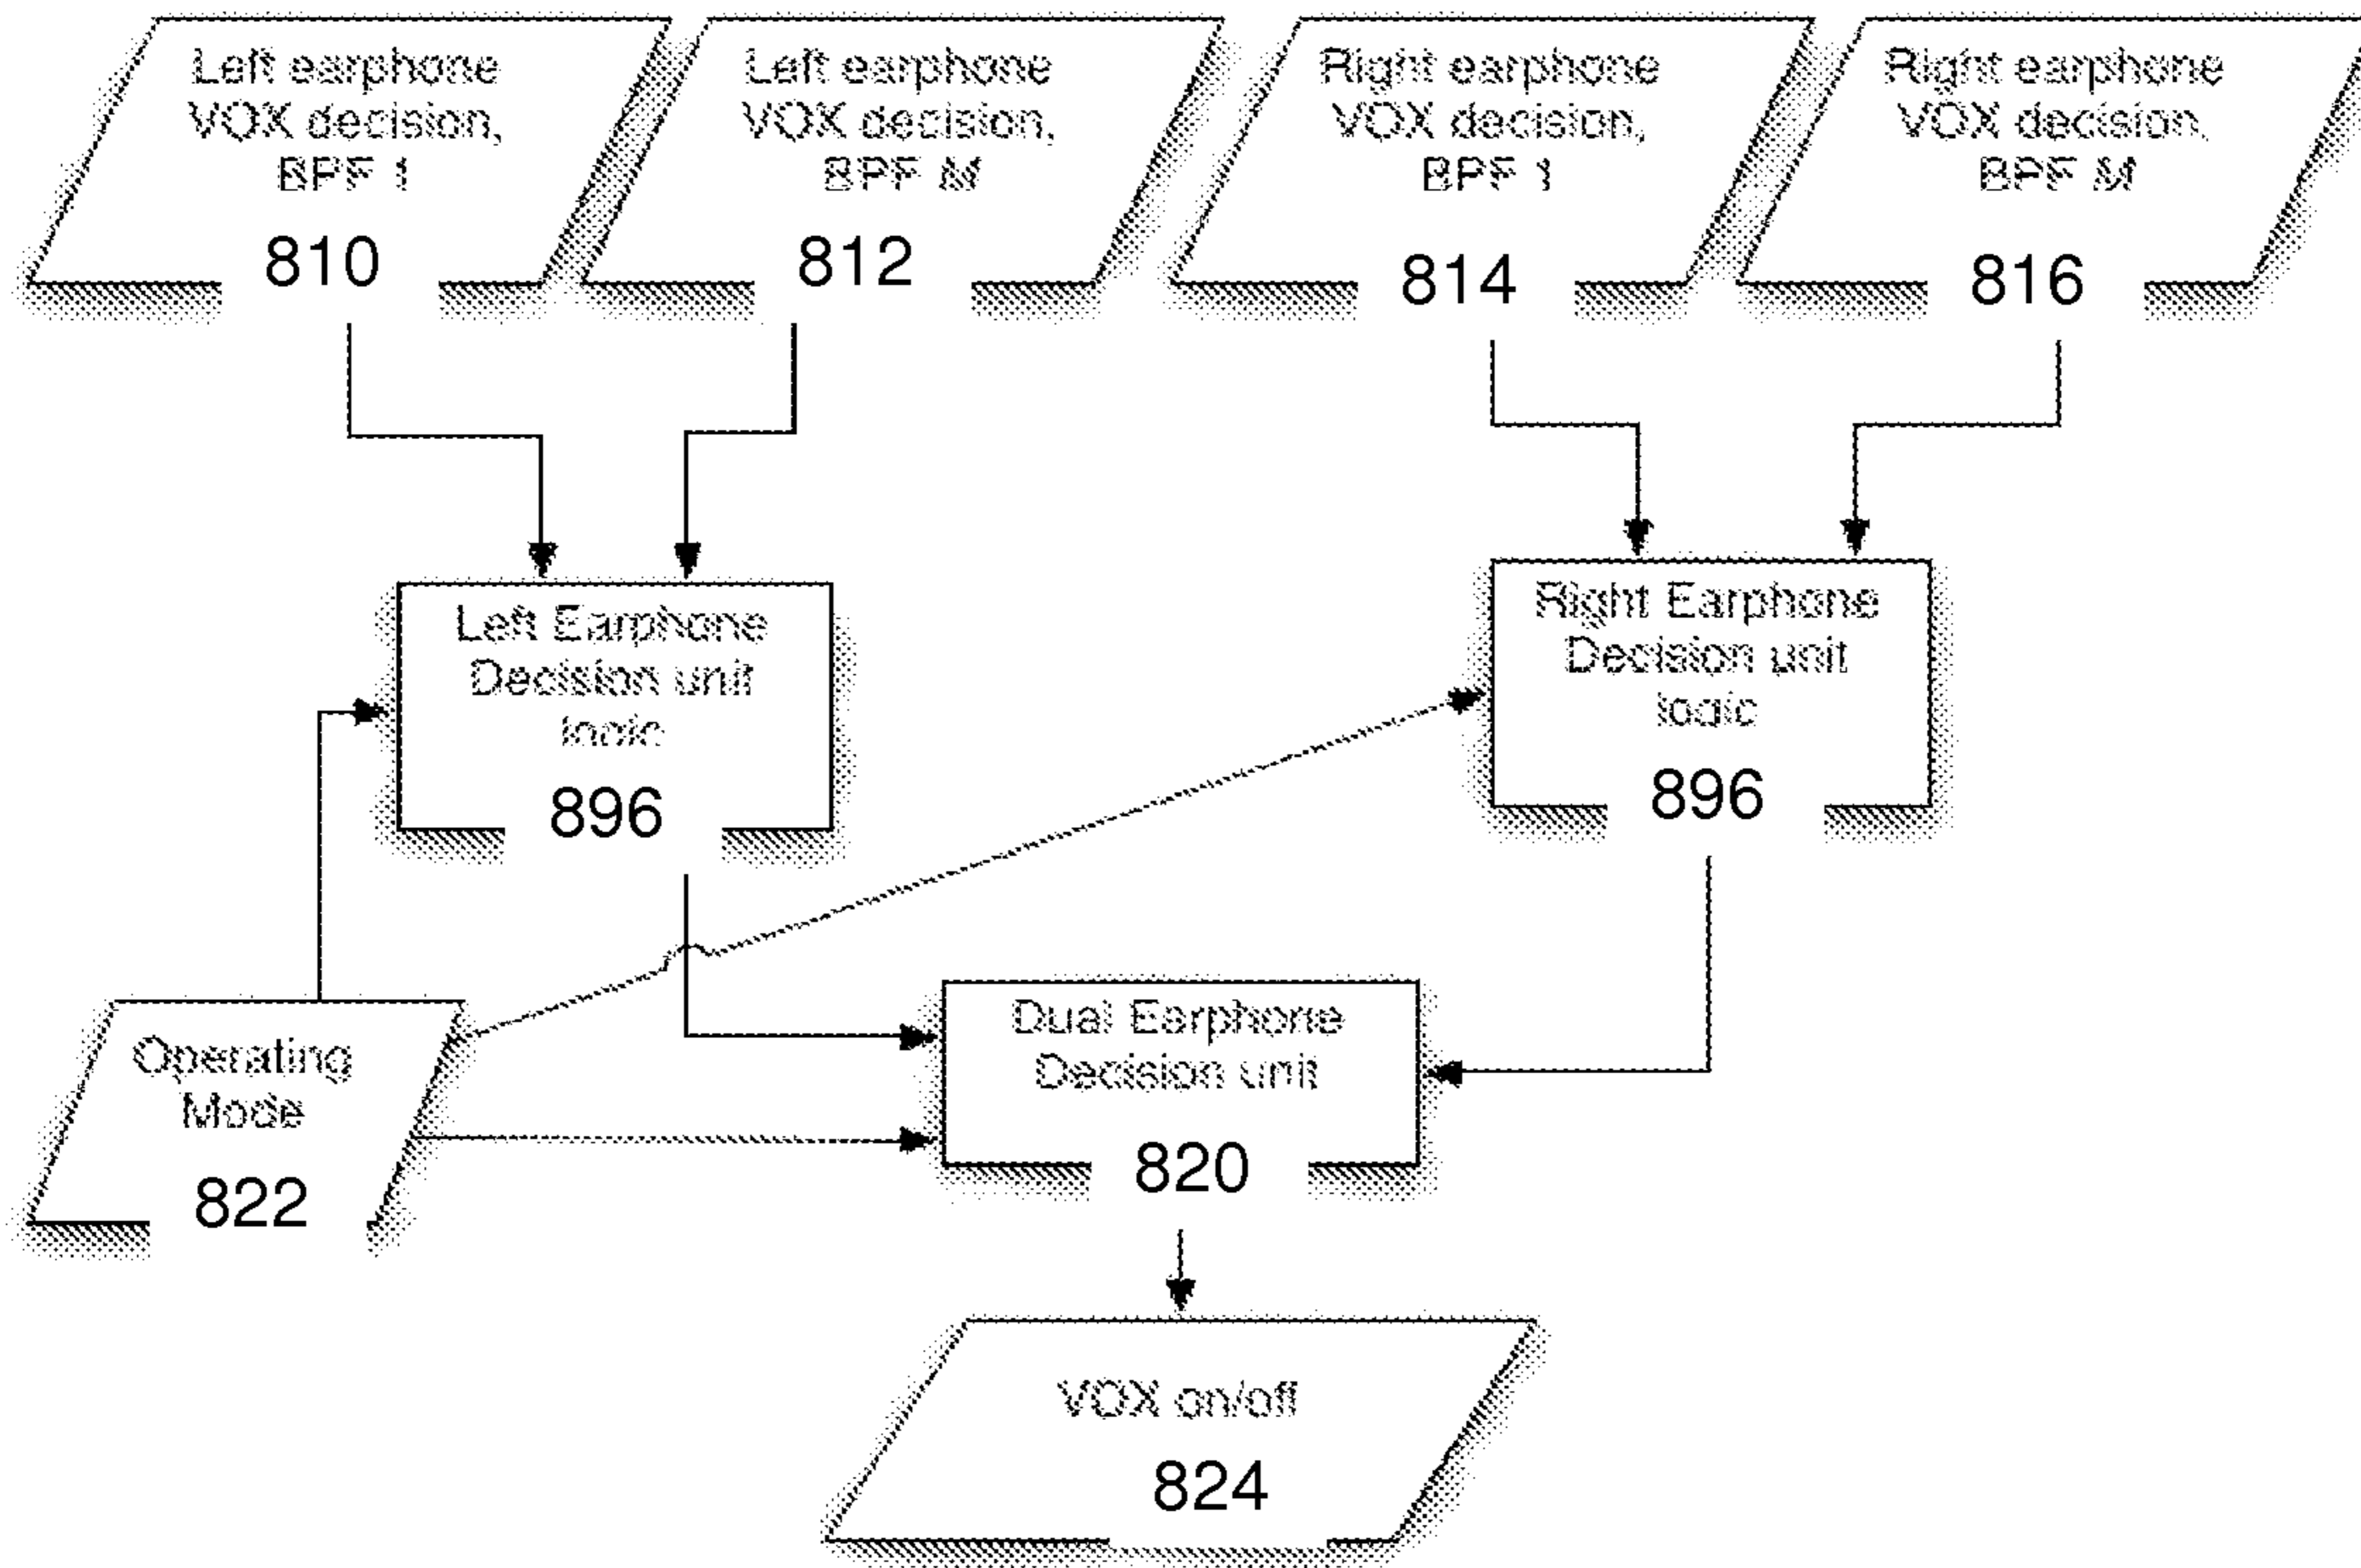 Left earphone
VOX decision,
BPF 1
810
Left earphone
VOX decision,
BPF M
812
Right earphone
VOX decision,
BPF 1
814
Right earphone
VOX decision,
BPF M
816
Left Earphone
Decision unit
logic
896
Right Earphone
Decision unit
logic
896
Operating
Mode
822
Dual Earphone
Decision unit
820
VOX on/off
824